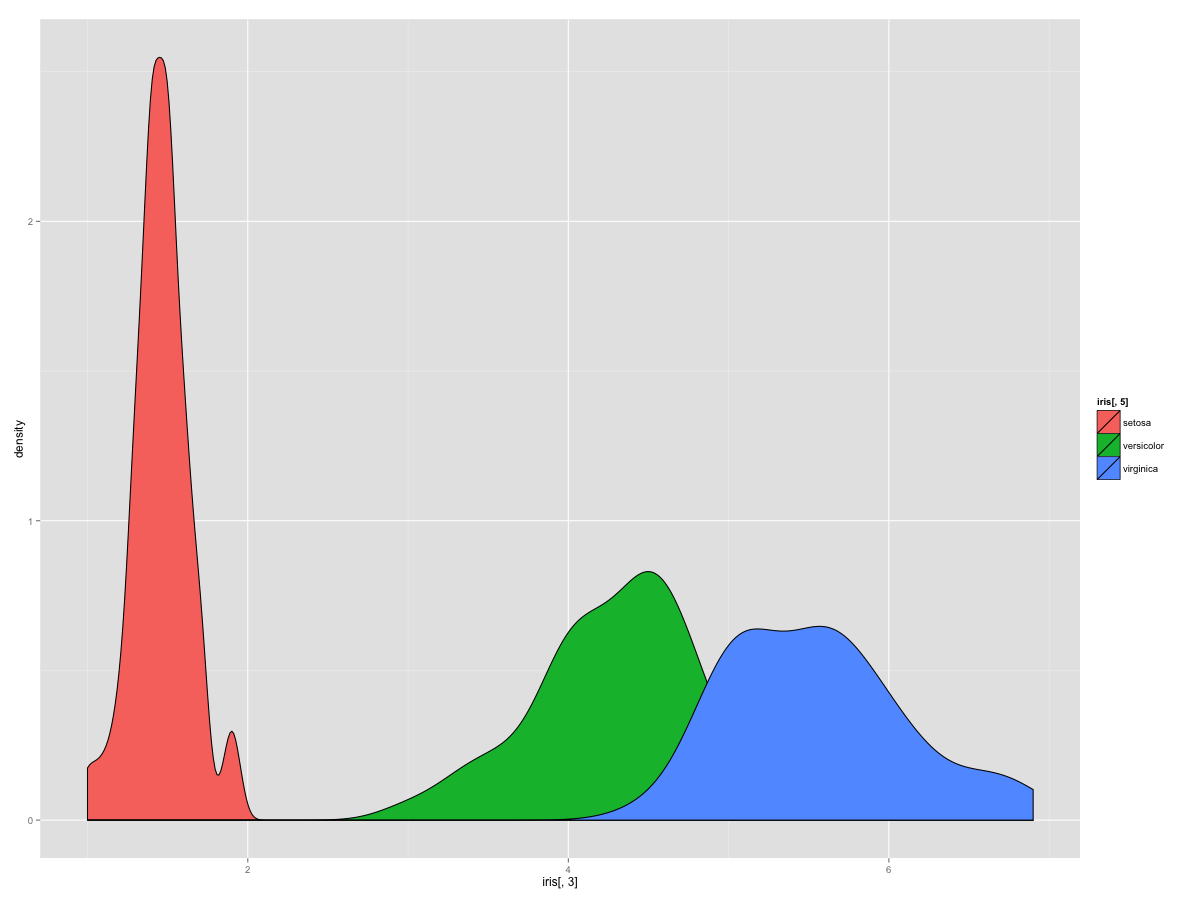 density
2
1
0
2
4
6
iris[, 3]
iris[, 5]
setosa
versicolor
virginica